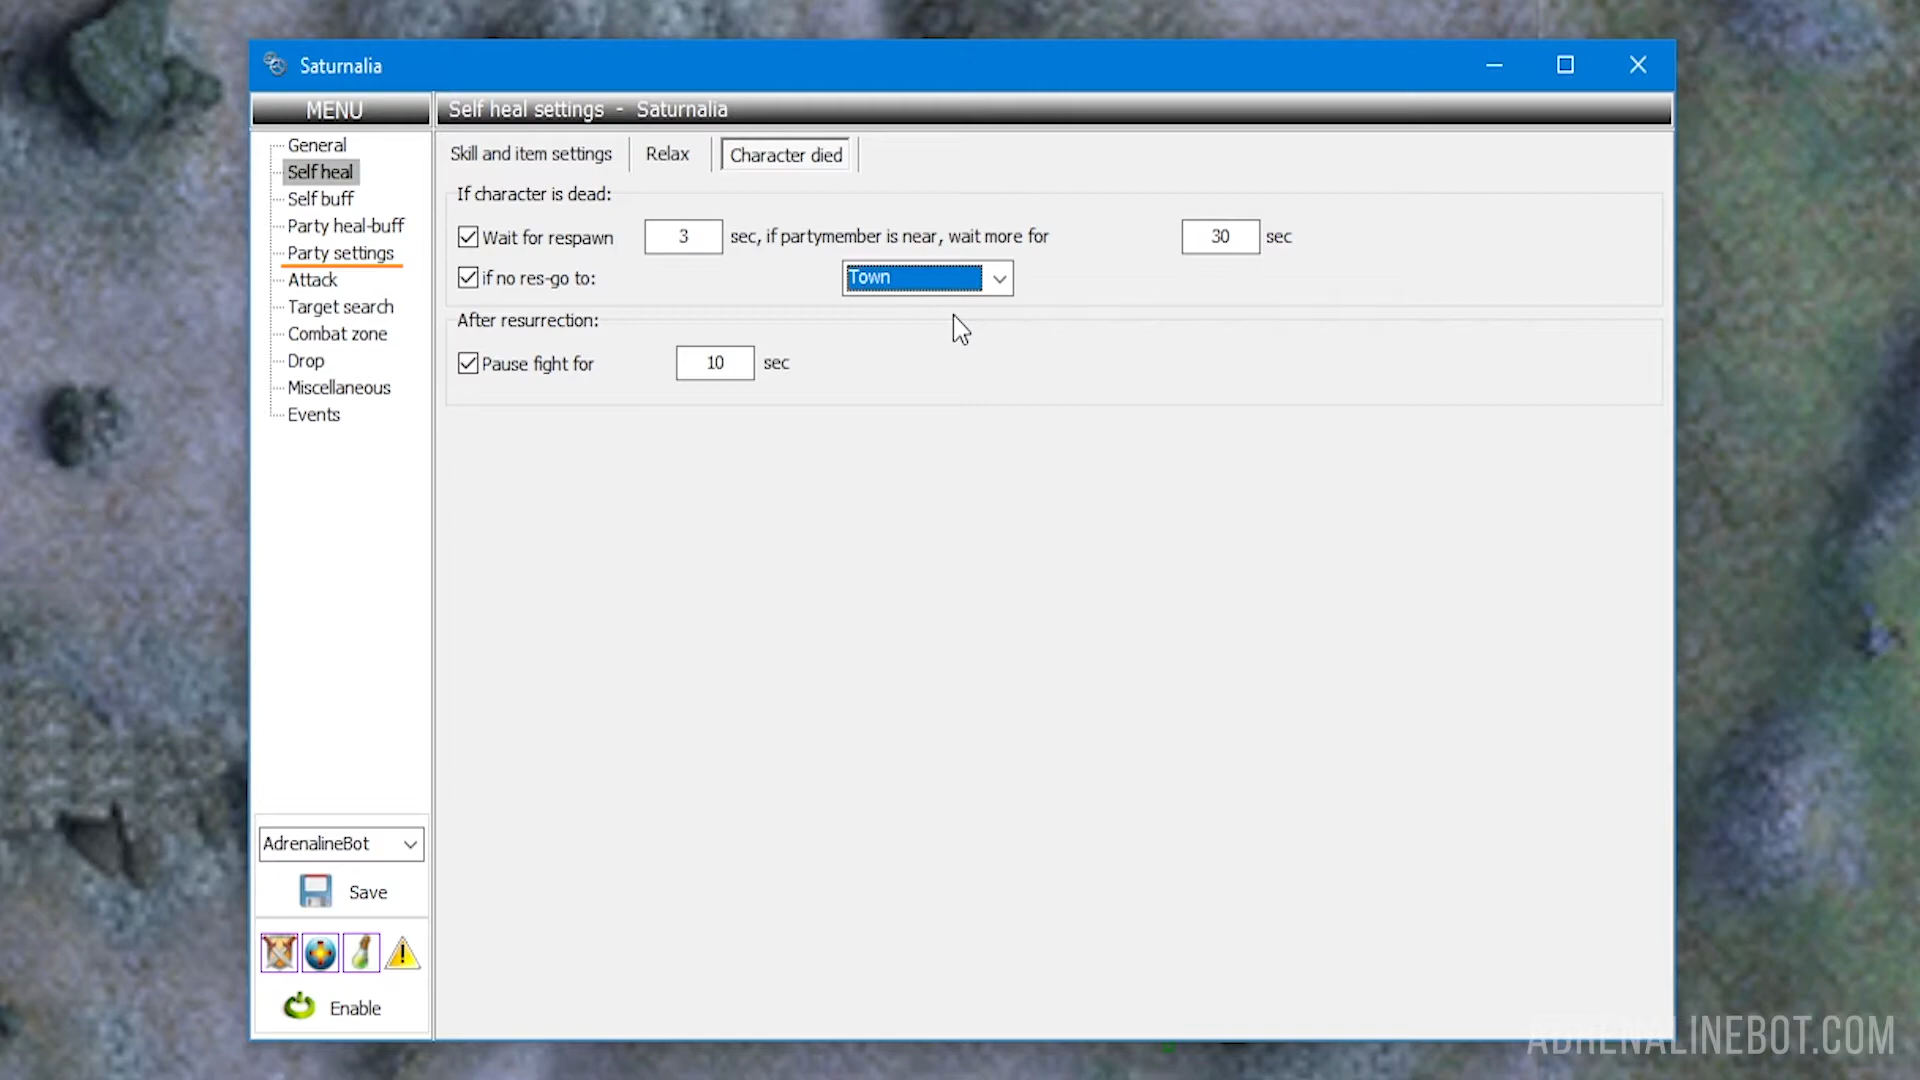 Saturnalia
MENU
Self heal settings - Saturnalia
General
Self heal
Self buff
Party heal-buff
Party settings
Attack
Target search
Combat zone
Drop
Miscellaneous
Events
Skill and item settings
Relax
Character died
If character is dead:
Wait for respawn 3 sec, if partymember is near, wait more for 30 sec
if no res-go to: Town
After resurrection:
Pause fight for 10 sec
AdrenalineBot
Save
Enable
ADRENALINEBOT.COM